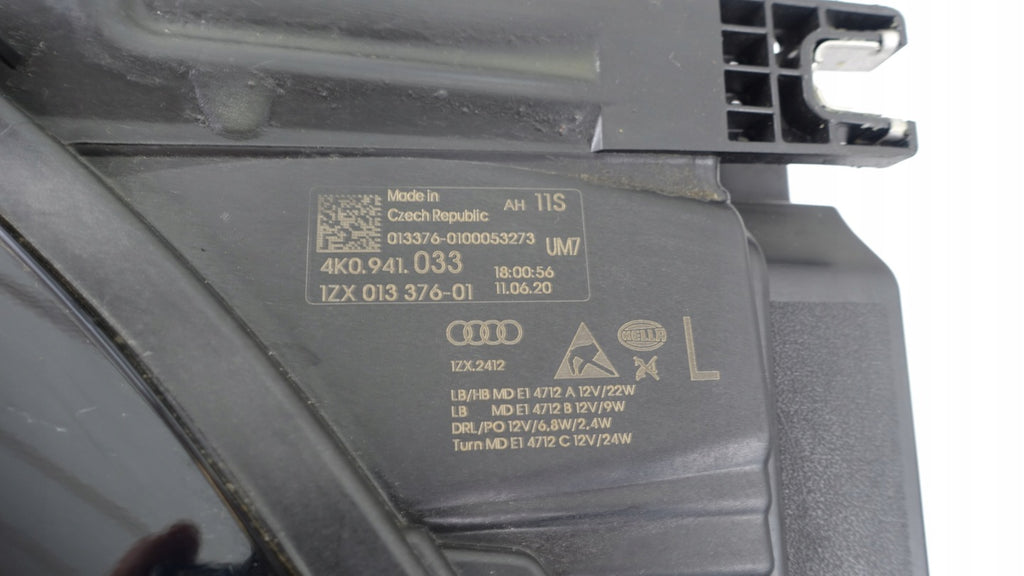 Made in
Czech Republic
AH 11S
013376-0100053273
UM7
4K0.941.033
18:00:56
1ZX 013 376-01
11.06.20
HELLA
L
1ZX.2412
LB/HB MD E1 4712 A 12V/22W
LB MD E1 4712 B 12V/9W
DRL/PO 12V/6,8W/2,4W
Turn MD E1 4712 C 12V/24W